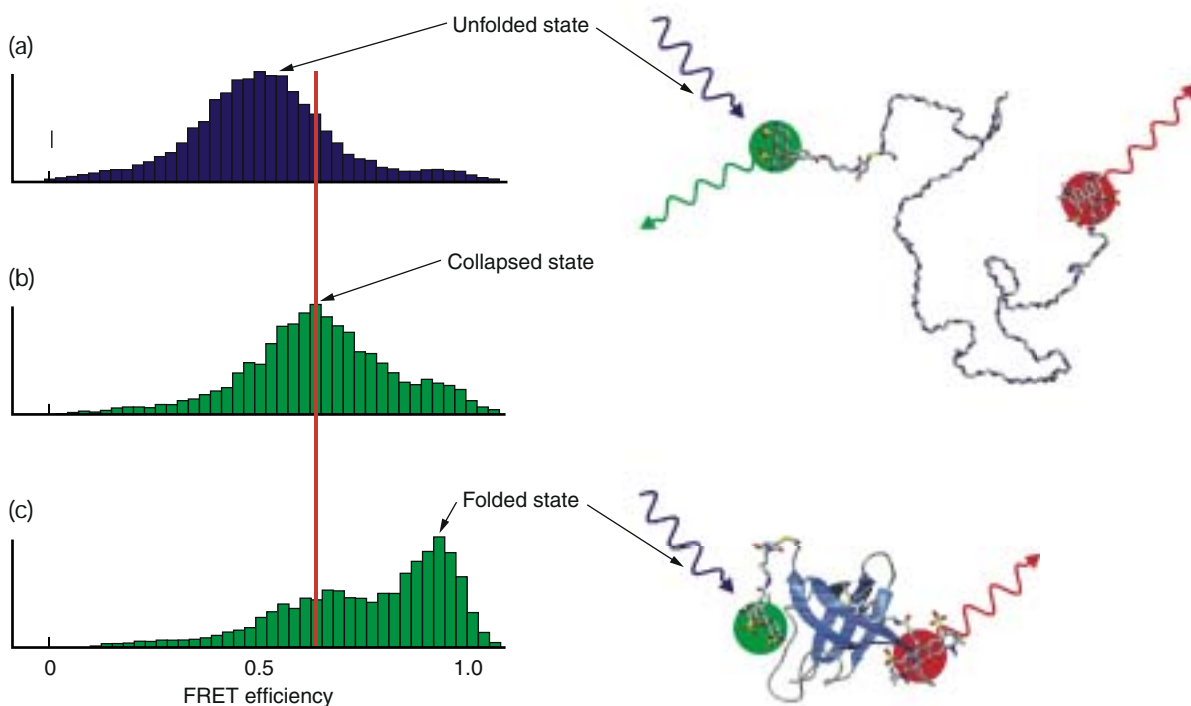 (a)
Unfolded state
(b)
Collapsed state
(c)
Folded state
0 0.5 1.0
FRET efficiency